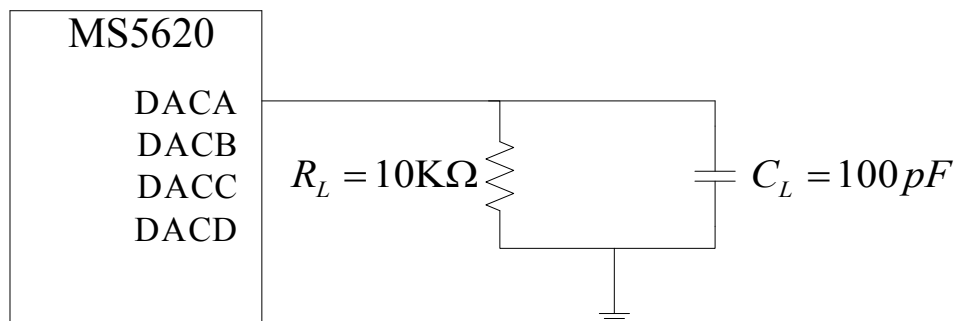 MS5620
DACA
DACB
DACC
DACD
R_L = 10KΩ
C_L = 100pF